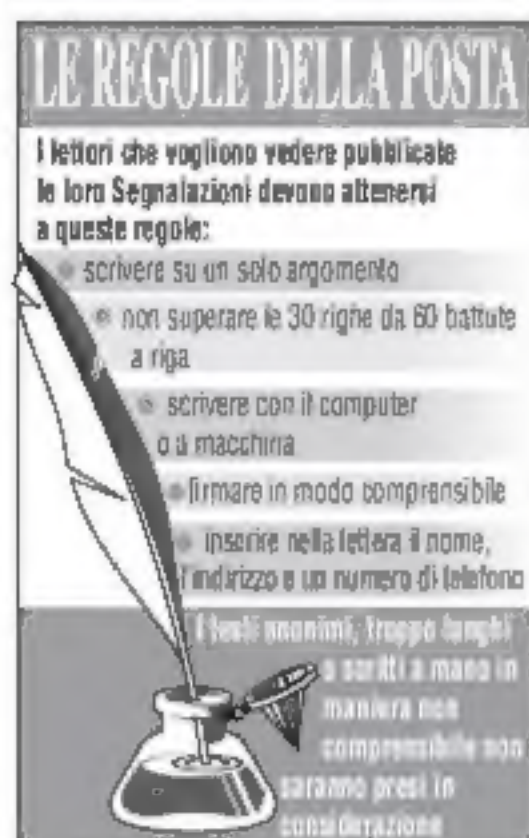 LE REGOLE DELLA POSTA
I lettori che vogliono vedere pubblicate
le loro Segnalazioni devono attenersi
a queste regole:
• scrivere su un solo argomento
• non superare le 30 righe da 60 battute
a riga
• scrivere con il computer
o a macchina
• firmare in modo comprensibile
• inserire nella lettera il nome,
l'indirizzo e un numero di telefono
I testi anonimi, troppo lunghi
o scritti a mano in
maniera non
comprensibile non
saranno presi in
considerazione